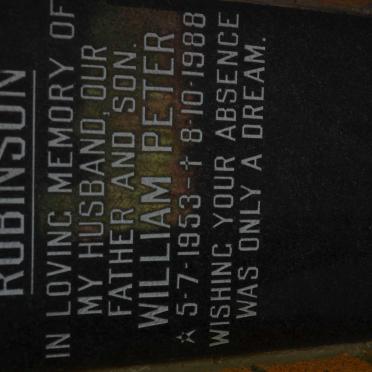 ROBINSON
IN LOVING MEMORY OF
MY HUSBAND, OUR
FATHER AND SON.
WILLIAM PETER
☆ 5-7-1953 - † 8-10-1988
WISHING YOUR ABSENCE
WAS ONLY A DREAM.